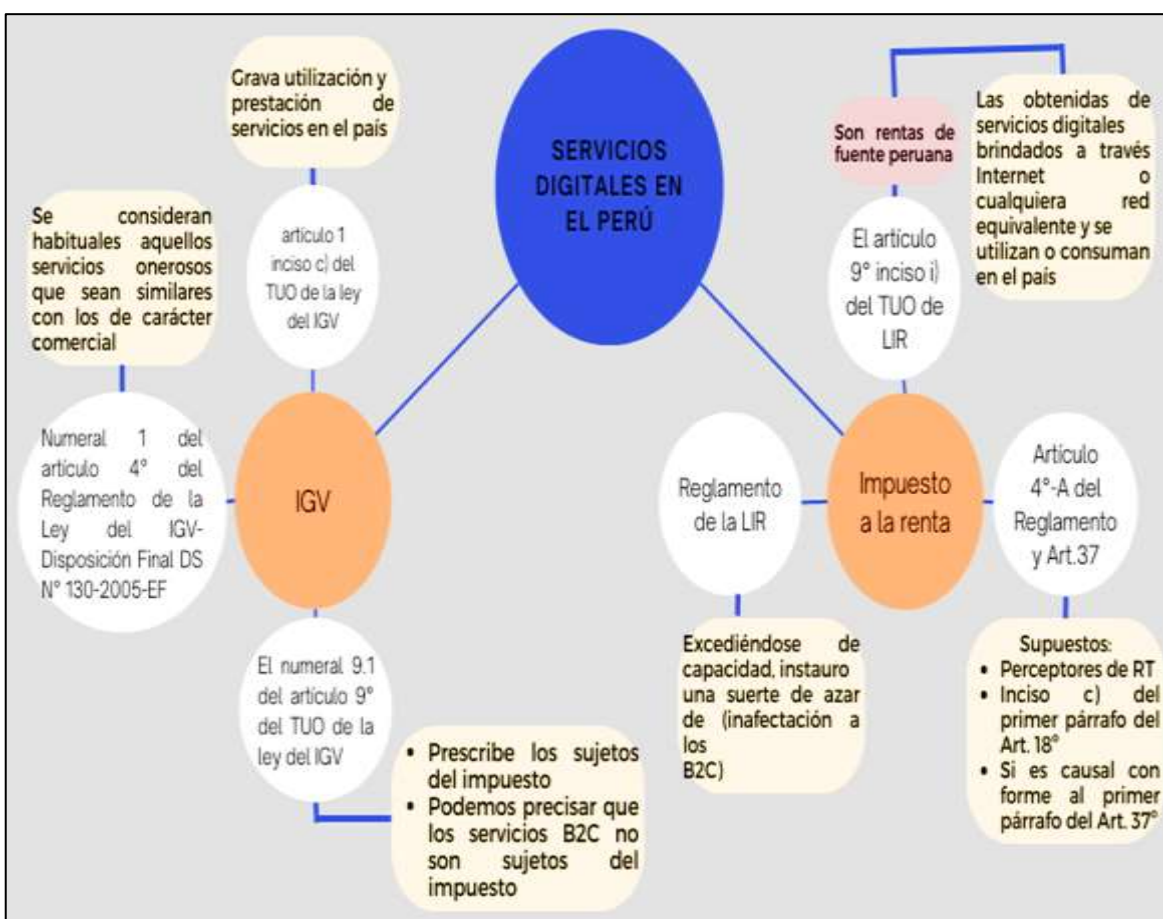 SERVICIOS
DIGITALES EN
EL PERÚ
Grava utilización y
prestación de
servicios en el país
artículo 1
inciso c) del
TUO de la ley
del IGV
Se consideran
habituales aquellos
servicios onerosos
que sean similares
con los de carácter
comercial
Numeral 1 del
artículo 4° del
Reglamento de la
Ley del IGV-
Disposición Final DS
N° 130-2005-EF
IGV
El numeral 9.1
del artículo 9°
del TUO de la
ley del IGV
• Prescribe los sujetos
del impuesto
• Podemos precisar que
los servicios B2C no
son sujetos del
impuesto
Son rentas de
fuente peruana
Las obtenidas de
servicios digitales
brindados a través
Internet o
cualquiera red
equivalente y se
utilizan o consuman
en el país
El artículo
9° inciso i)
del TUO de
LIR
Impuesto
a la renta
Reglamento
de la LIR
Excediéndose de
capacidad, instauro
una suerte de azar
de (inafectación a
los
B2C)
Artículo
4°-A del
Reglamento
y Art.37
Supuestos:
• Perceptores de RT
• Inciso c) del
primer párrafo del
Art. 18°
• Si es causal con
forme al primer
párrafo del Art. 37°